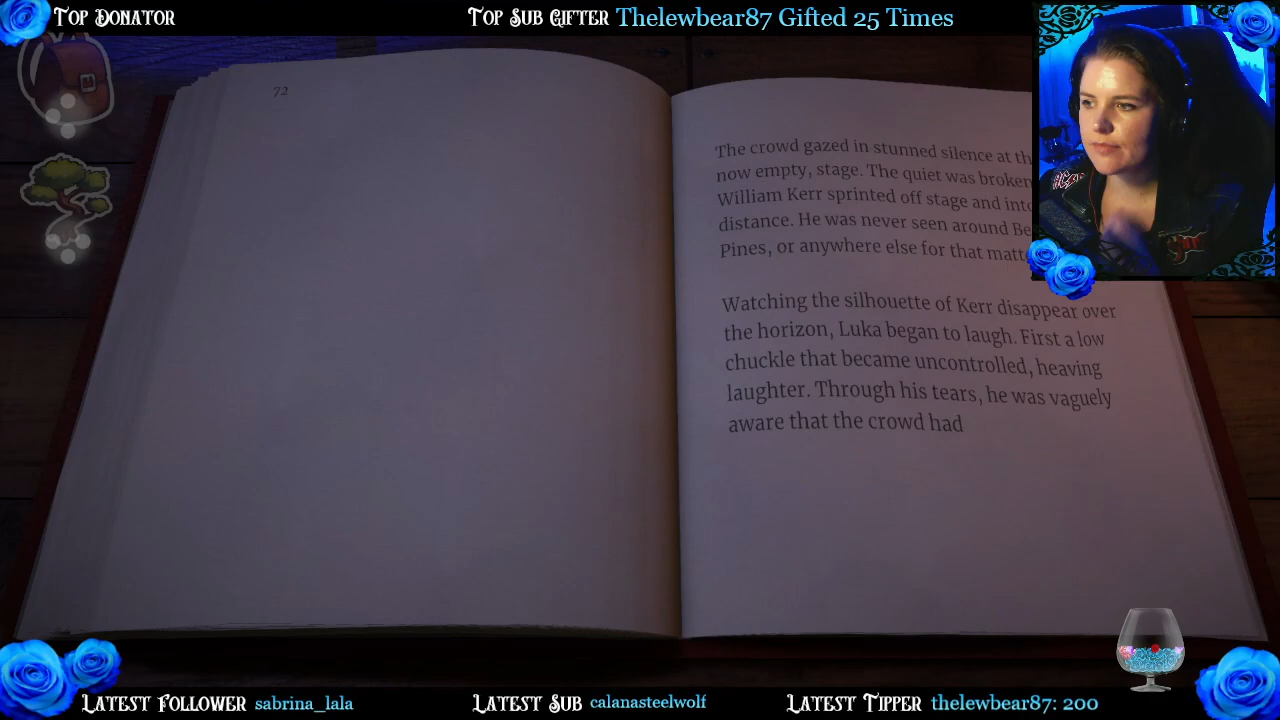 Top Donator
Top Sub Gifter Thelewbear87 Gifted 25 Times
72
The crowd gazed in stunned silence at
now empty, stage. The quiet was broken
William Kerr sprinted off stage and into
distance. He was never seen around
Pines, or anywhere else for that
Watching the silhouette of Kerr disappear over
the horizon, Luka began to laugh. First a low
chuckle that became uncontrolled, heaving
laughter. Through his tears, he was vaguely
aware that the crowd had
Latest Follower sabrina_lala
Latest Sub calanasteelwolf
Latest Tipper thelewbear87: 200